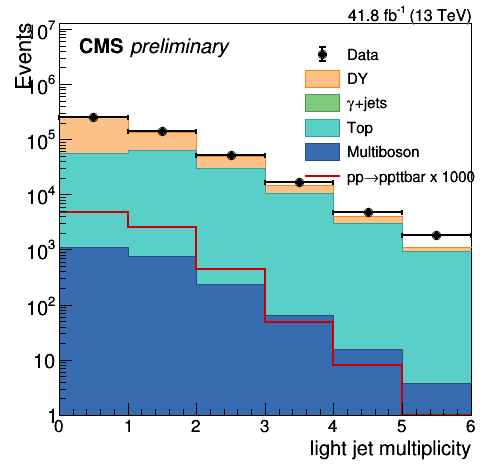 41.8 fb⁻¹ (13 TeV)
Events
CMS preliminary
Data
DY
γ+jets
Top
Multiboson
pp→ppttbar x 1000
10⁷
10⁶
10⁵
10⁴
10³
10²
10
1
0 1 2 3 4 5 6
light jet multiplicity